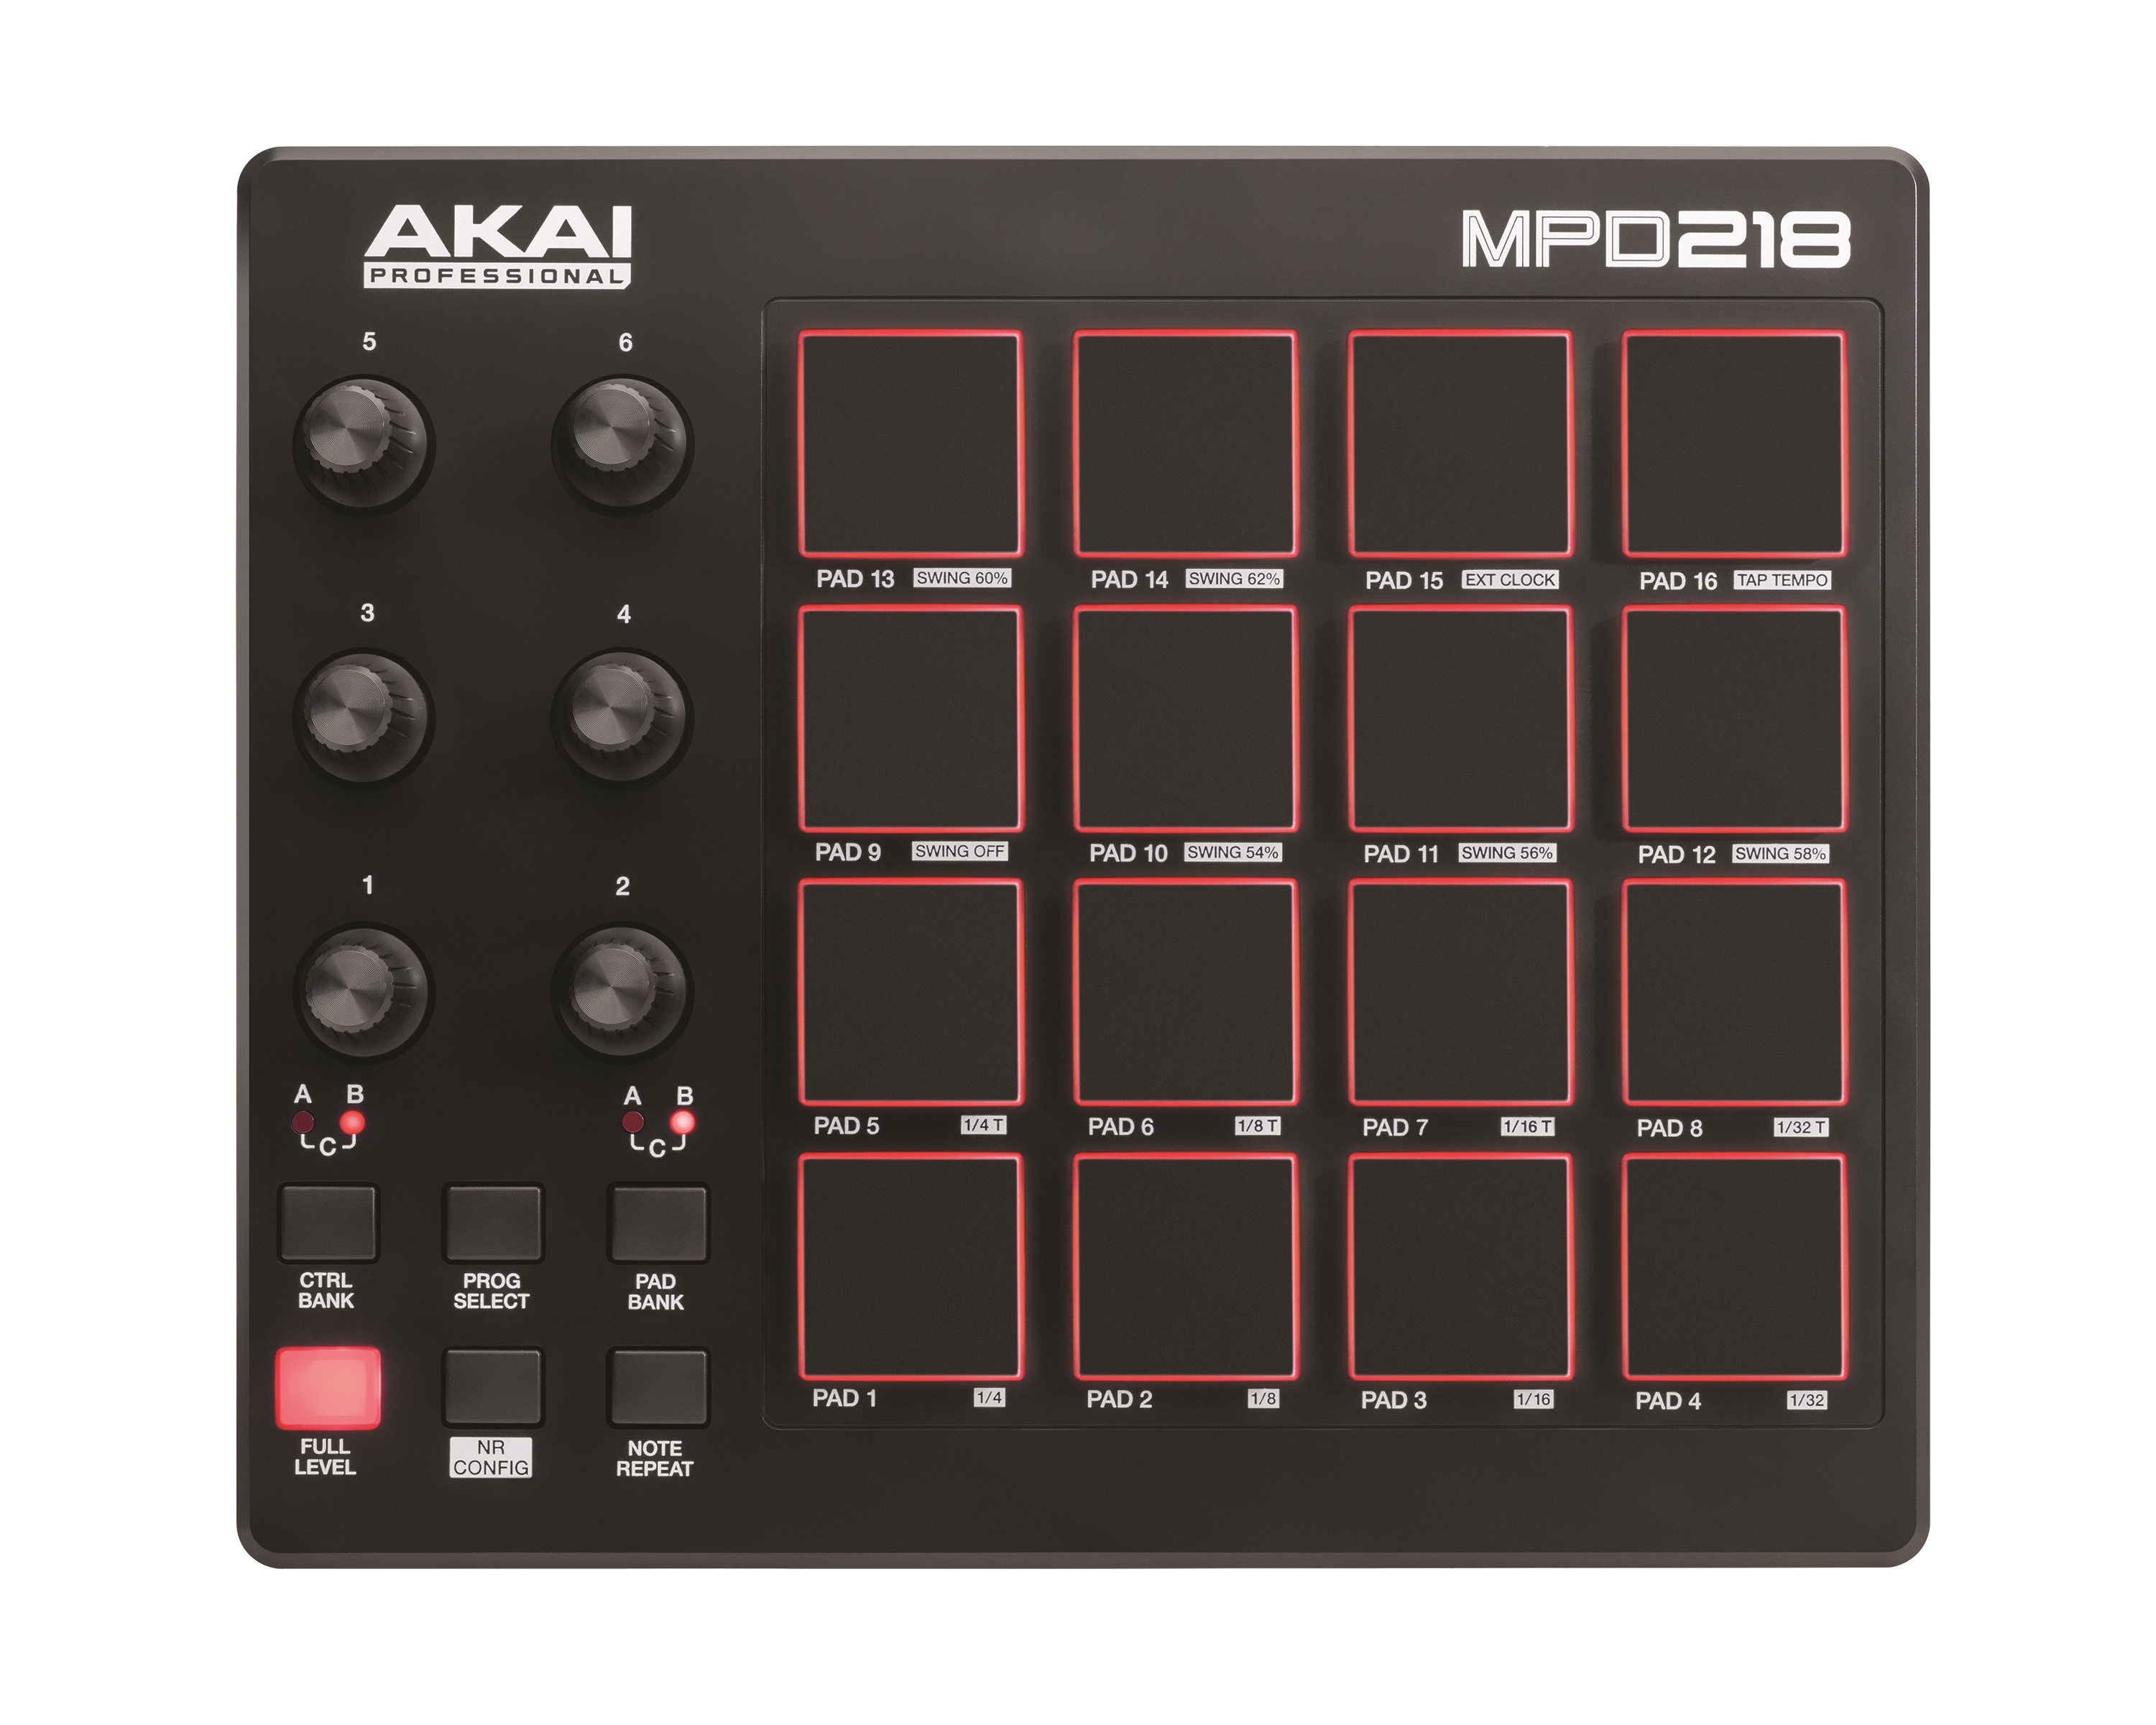 AKAI
PROFESSIONAL
MPD218
5 6
3 4
1 2
A B
C
A B
C
CTRL
BANK
PROG
SELECT
PAD
BANK
FULL
LEVEL
NR
CONFIG
NOTE
REPEAT
PAD 13 SWING 60% PAD 14 SWING 62% PAD 15 EXT CLOCK PAD 16 TAP TEMPO
PAD 9 SWING OFF PAD 10 SWING 54% PAD 11 SWING 56% PAD 12 SWING 58%
PAD 5 1/4 T PAD 6 1/8 T PAD 7 1/16 T PAD 8 1/32 T
PAD 1 1/4 PAD 2 1/8 PAD 3 1/16 PAD 4 1/32